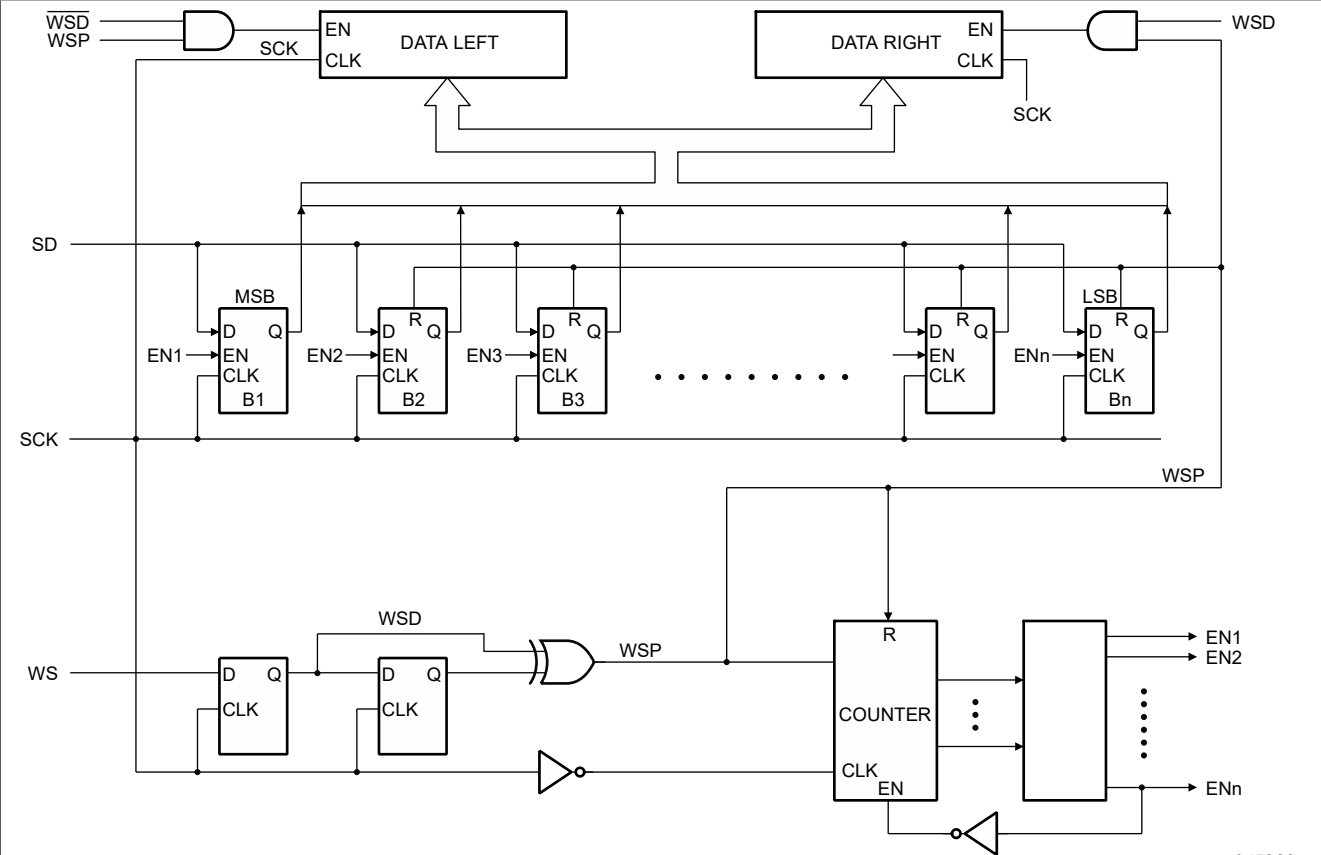 WSD
WSP
EN
DATA LEFT
SCK
CLK
DATA RIGHT
EN
CLK
WSD
SCK
SD
MSB
D
Q
EN1
EN
CLK
B1
R
D
Q
EN2
EN
CLK
B2
R
D
Q
EN3
EN
CLK
B3
R
D
Q
EN
CLK
LSB
R
D
Q
ENn
EN
CLK
Bn
SCK
WSP
WSD
WS
D
Q
CLK
D
Q
CLK
WSP
R
COUNTER
CLK
EN
EN1
EN2
ENn